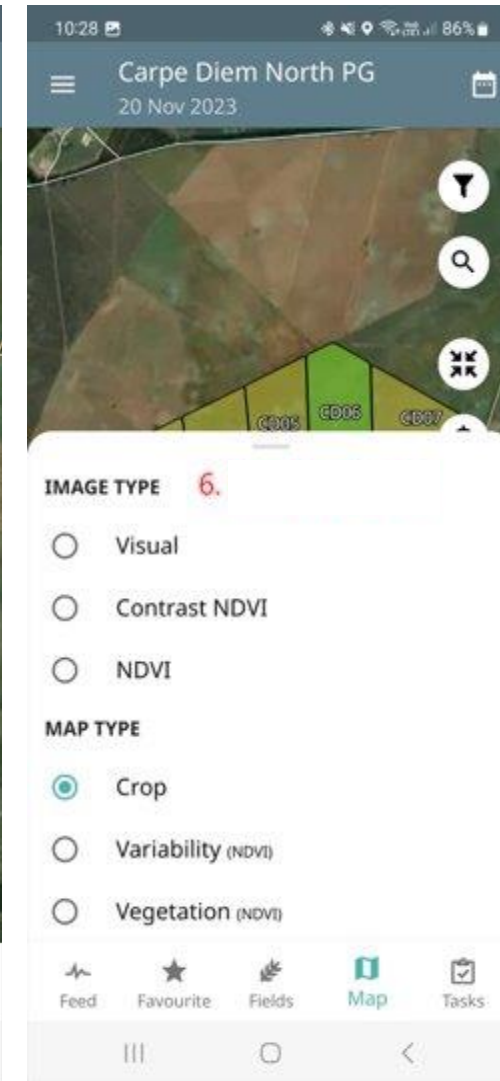 10:28 86%
Carpe Diem North PG
20 Nov 2023
CD05 CD06 CD07
IMAGE TYPE 6.
Visual
Contrast NDVI
NDVI
MAP TYPE
Crop
Variability (NDVI)
Vegetation (NDVI)
Feed Favourite Fields Map Tasks